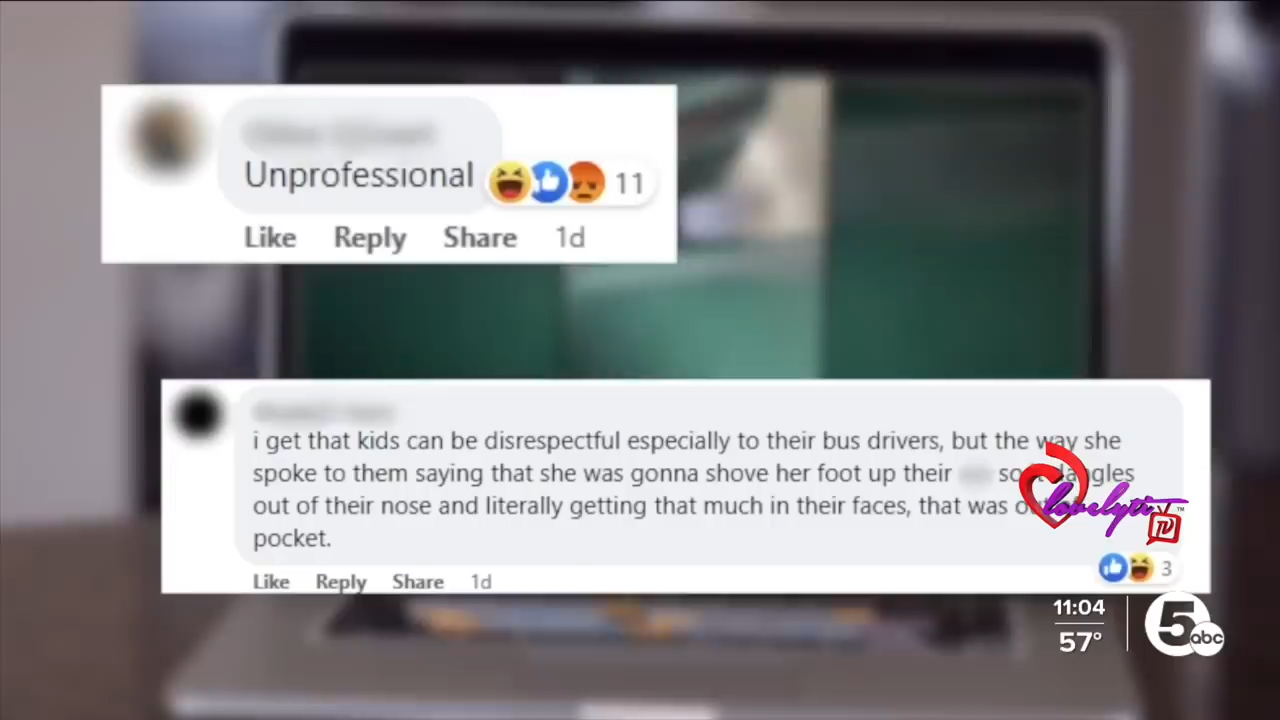 Unprofessional
11
Like Reply Share 1d
i get that kids can be disrespectful especially to their bus drivers, but the way she
spoke to them saying that she was gonna shove her foot up their
out of their nose and literally getting that much in their faces, that was
pocket.
3
Like Reply Share 1d
lovelyti
TV
™
11:04
57°
5
abc